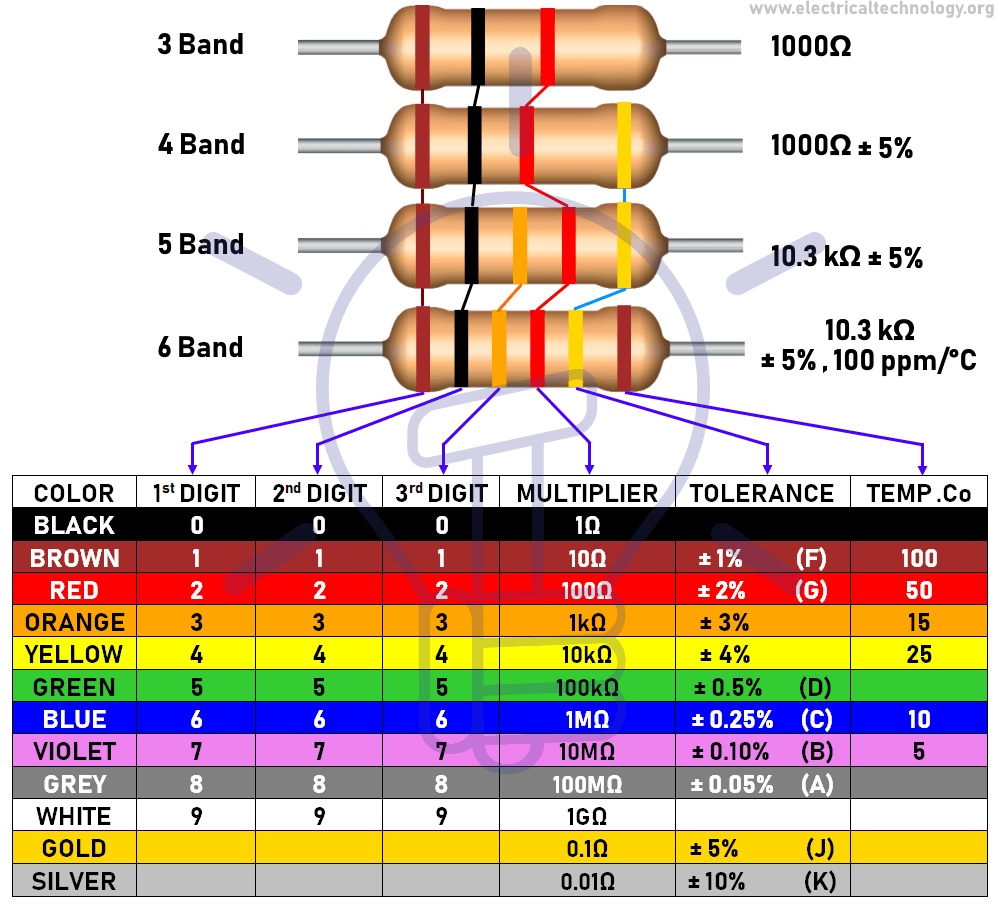 www.electricaltechnology.org
3 Band 1000Ω
4 Band 1000Ω ± 5%
5 Band 10.3 kΩ ± 5%
6 Band 10.3 kΩ
± 5% , 100 ppm/°C
COLOR 1st DIGIT 2nd DIGIT 3rd DIGIT MULTIPLIER TOLERANCE TEMP .Co
BLACK 0 0 0 1Ω
BROWN 1 1 1 10Ω ± 1% (F) 100
RED 2 2 2 100Ω ± 2% (G) 50
ORANGE 3 3 3 1kΩ ± 3% 15
YELLOW 4 4 4 10kΩ ± 4% 25
GREEN 5 5 5 100kΩ ± 0.5% (D)
BLUE 6 6 6 1MΩ ± 0.25% (C) 10
VIOLET 7 7 7 10MΩ ± 0.10% (B) 5
GREY 8 8 8 100MΩ ± 0.05% (A)
WHITE 9 9 9 1GΩ
GOLD 0.1Ω ± 5% (J)
SILVER 0.01Ω ± 10% (K)